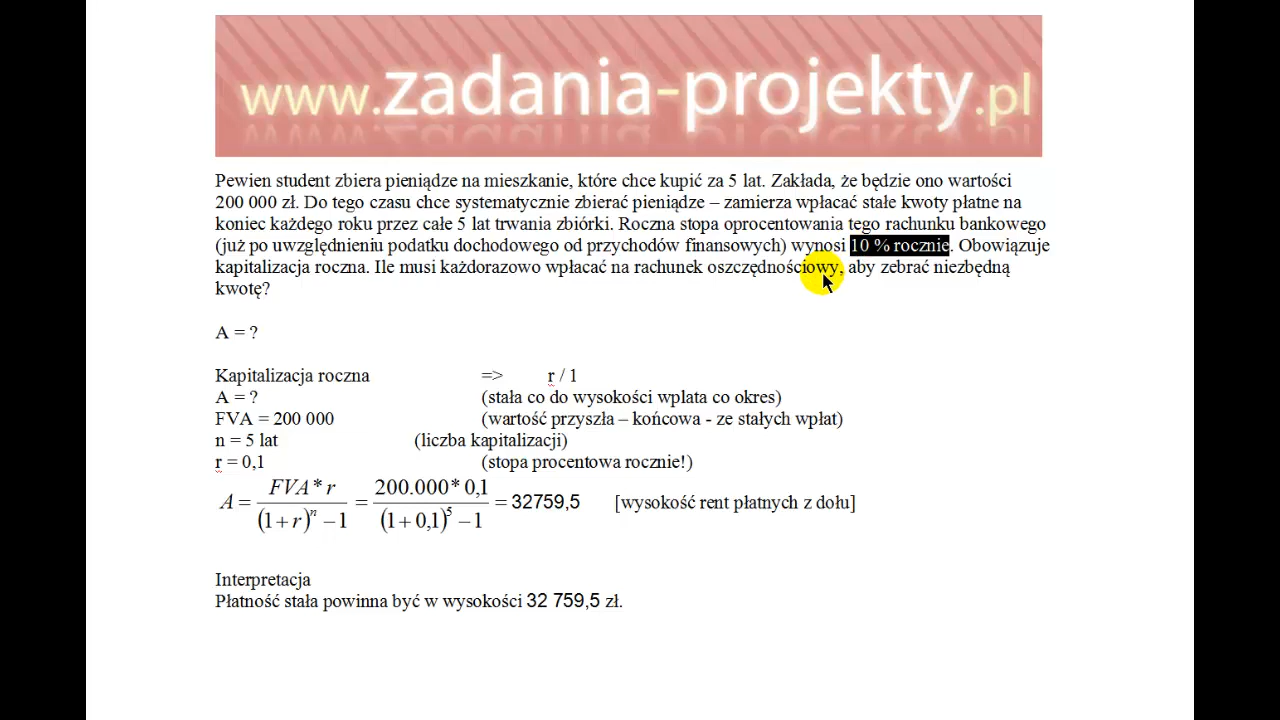 www.zadania-projekty.pl
Pewien student zbiera pieniądze na mieszkanie, które chce kupić za 5 lat. Zakłada, że będzie ono wartości
200 000 zł. Do tego czasu chce systematycznie zbierać pieniądze – zamierza wpłacać stałe kwoty płatne na
koniec każdego roku przez całe 5 lat trwania zbiórki. Roczna stopa oprocentowania tego rachunku bankowego
(już po uwzględnieniu podatku dochodowego od przychodów finansowych) wynosi 10 % rocznie. Obowiązuje
kapitalizacja roczna. Ile musi każdorazowo wpłacać na rachunek oszczędnościowy, aby zebrać niezbędną
kwotę?
A = ?
Kapitalizacja roczna => r / 1
A = ? (stała co do wysokości wplata co okres)
FVA = 200 000 (wartość przyszła – końcowa - ze stałych wpłat)
n = 5 lat (liczba kapitalizacji)
r = 0,1 (stopa procentowa rocznie!)
A = FVA * r / (1 + r)^n – 1 = 200.000 * 0,1 / (1 + 0,1)^5 – 1 = 32759,5 [wysokość rent płatnych z dołu]
Interpretacja
Płatność stała powinna być w wysokości 32 759,5 zł.